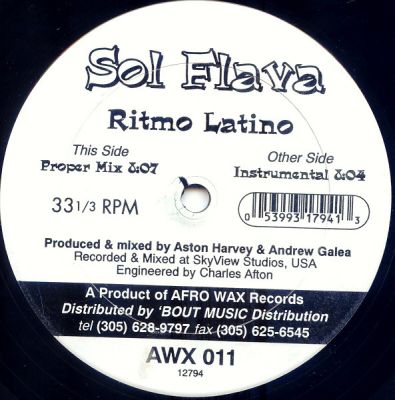 Sol Flava
Ritmo Latino
This Side
Proper Mix 8:07
Other Side
Instrumental 8:04
33 1/3 RPM
0 53993 17941 3
Produced & mixed by Aston Harvey & Andrew Galea
Recorded & Mixed at SkyView Studios, USA
Engineered by Charles Afton
A Product of AFRO WAX Records
Distributed by 'BOUT MUSIC Distribution
tel (305) 628-9797 fax (305) 625-6545
AWX 011
12794